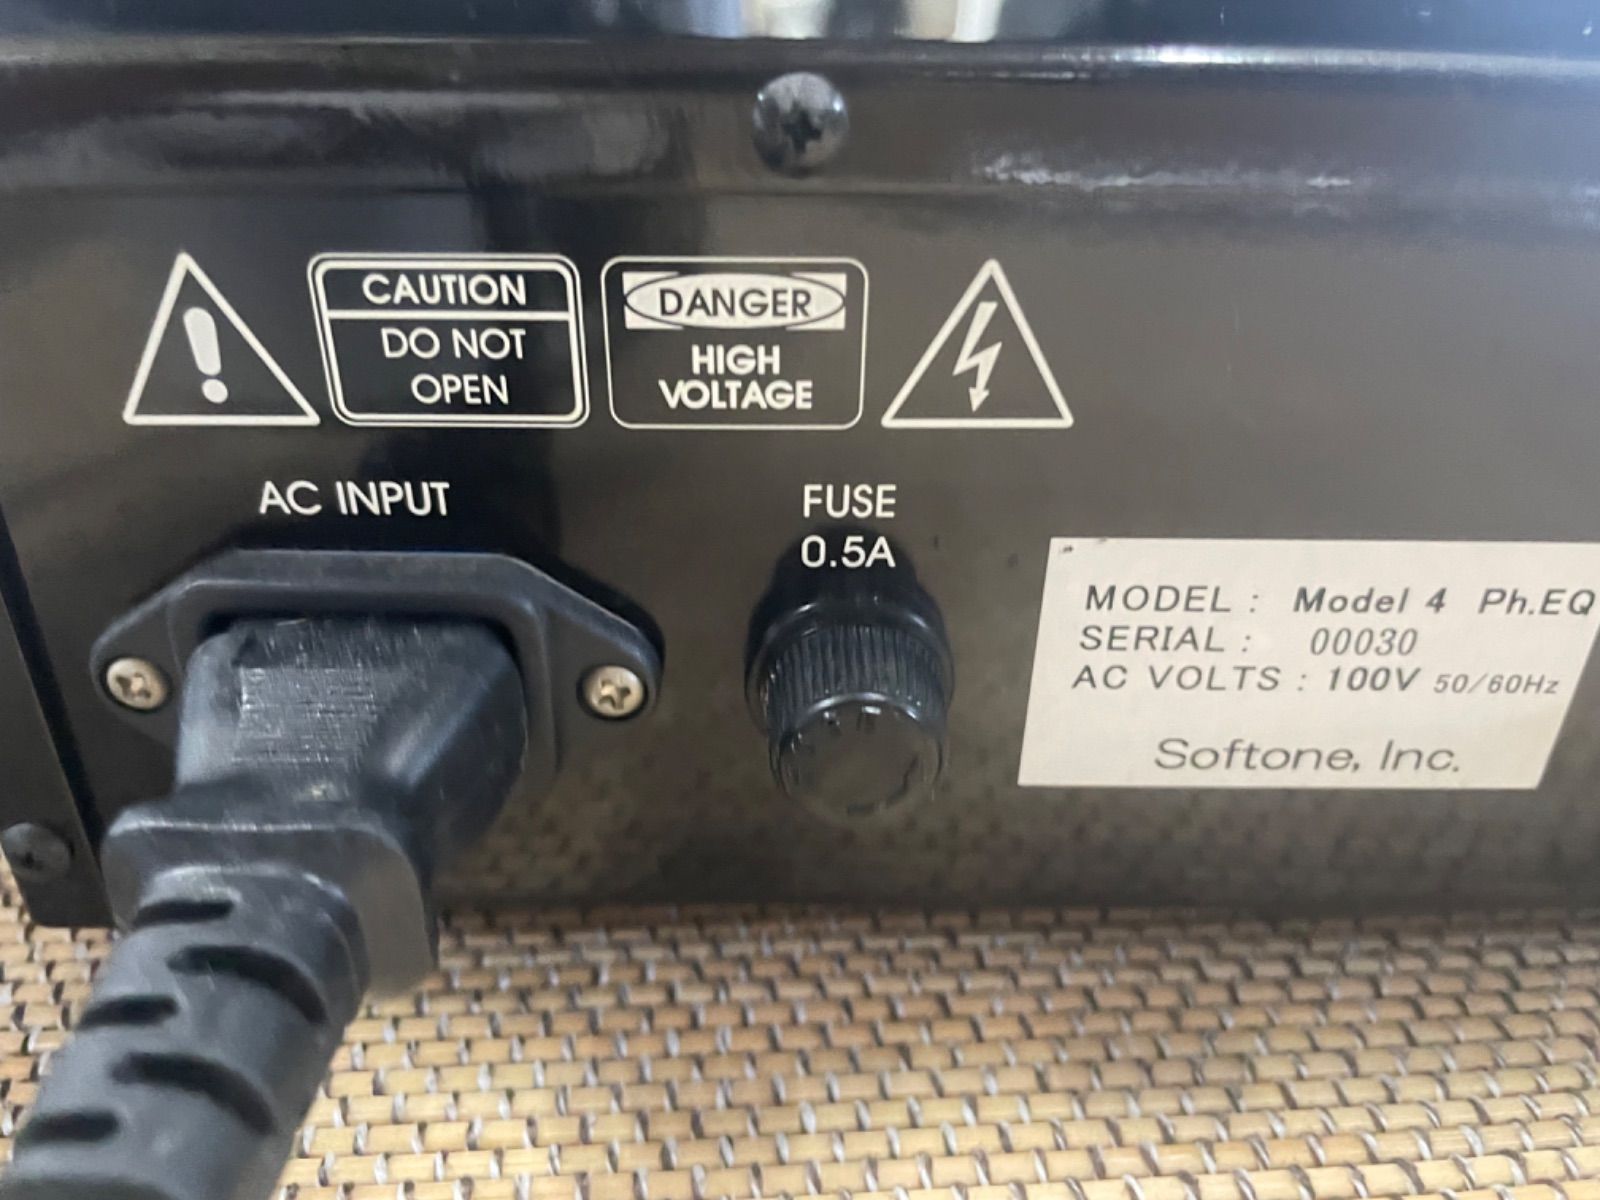 CAUTION
DO NOT
OPEN
DANGER
HIGH
VOLTAGE
AC INPUT
FUSE
0.5A
MODEL : Model 4 Ph.EQ
SERIAL : 00030
AC VOLTS : 100V 50/60Hz
Softone, Inc.